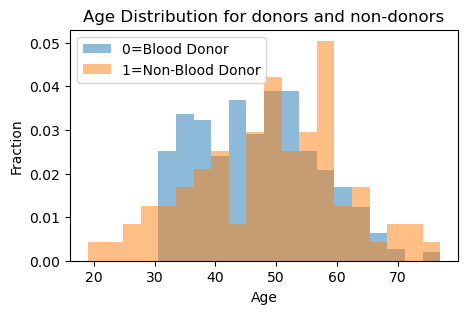 Age Distribution for donors and non-donors
0=Blood Donor
1=Non-Blood Donor
0.05
0.04
0.03
0.02
0.01
0.00
Fraction
20 30 40 50 60 70
Age